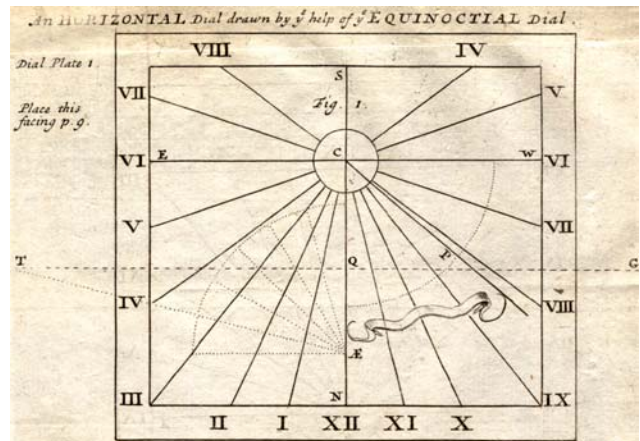 An HORIZONTAL Dial drawn by yᵉ help of yᵉ EQUINOCTIAL Dial.
VIII IV
Dial Plate 1. S
VII V
Fig. 1.
Place this
facing p. 9.
C
VI E W VI
V VII
P
T Q G
IV VIII
Æ
N
III II I XII XI X IX